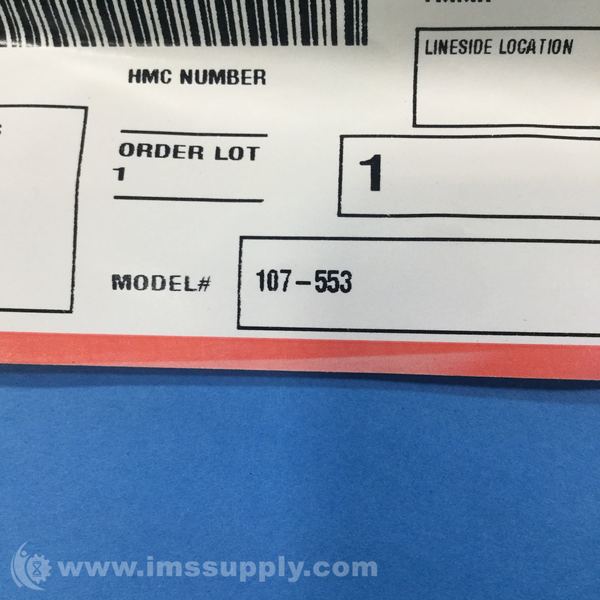 LINESIDE LOCATION
HMC NUMBER
ORDER LOT
1
1
MODEL#
107-553
www.imssupply.com